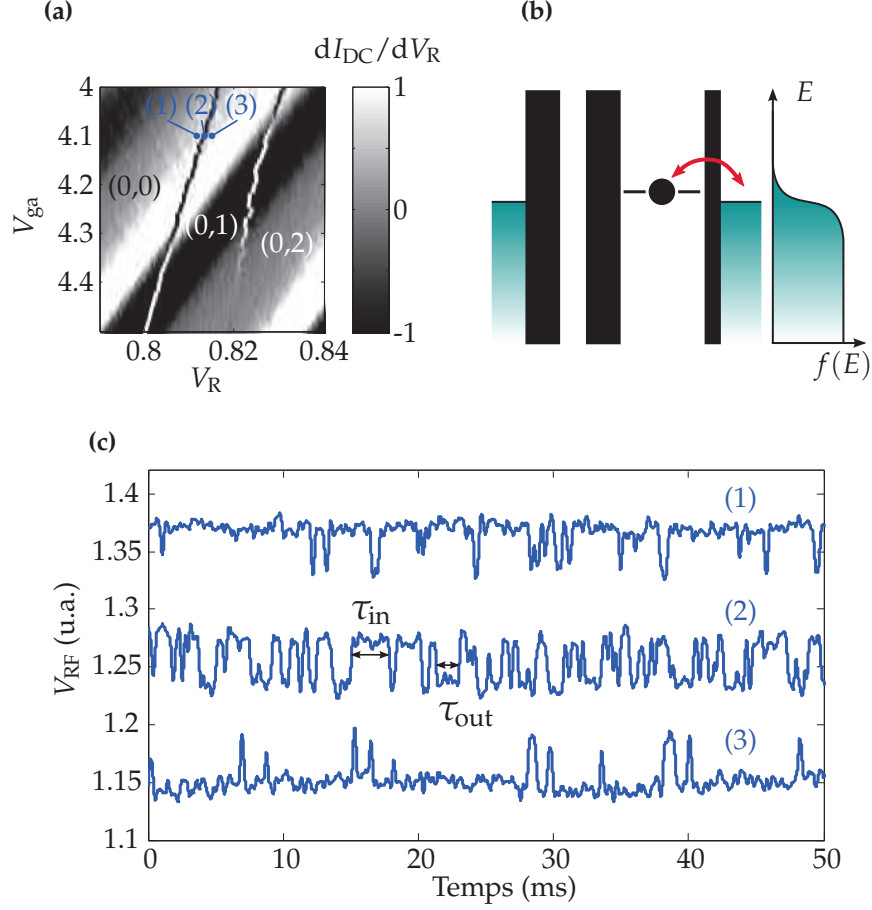 (a)
(b)
dI_DC/dV_R
4
4.1
4.2
4.3
4.4
V_ga
(1) (2) (3)
(0,0)
(0,1)
(0,2)
0.8 0.82 0.84
V_R
1
0
-1
E
f(E)
(c)
1.4
1.35
1.3
1.25
1.2
1.15
1.1
V_RF (u.a.)
(1)
(2)
(3)
τ_in
τ_out
0 10 20 30 40 50
Temps (ms)